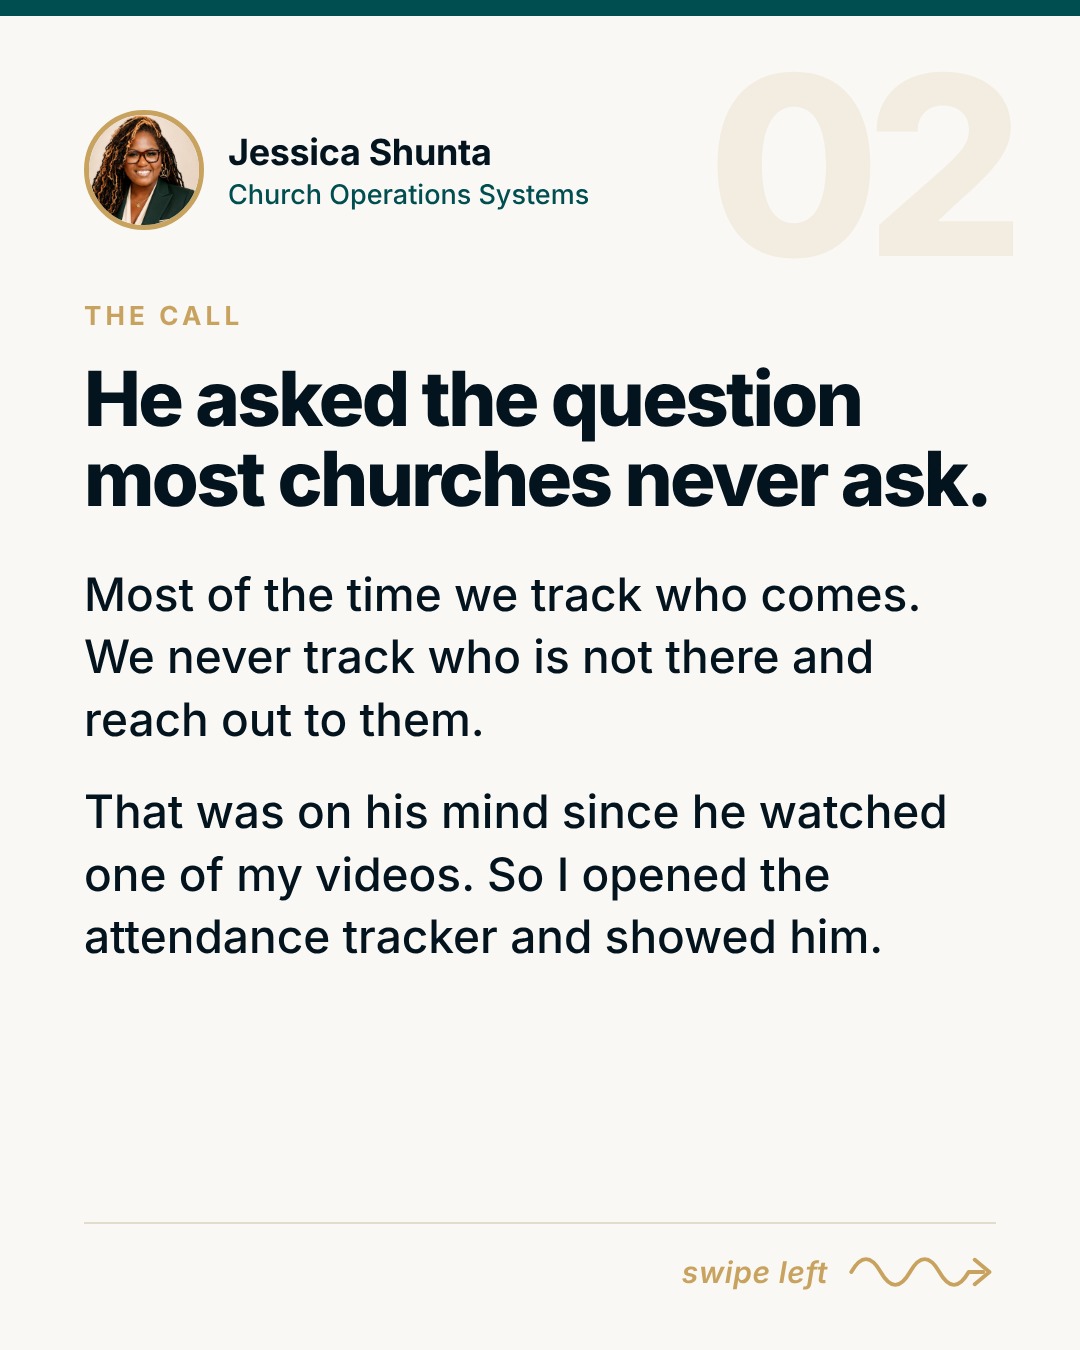 02
Jessica Shunta
Church Operations Systems
THE CALL
He asked the question
most churches never ask.
Most of the time we track who comes.
We never track who is not there and
reach out to them.
That was on his mind since he watched
one of my videos. So I opened the
attendance tracker and showed him.
swipe left